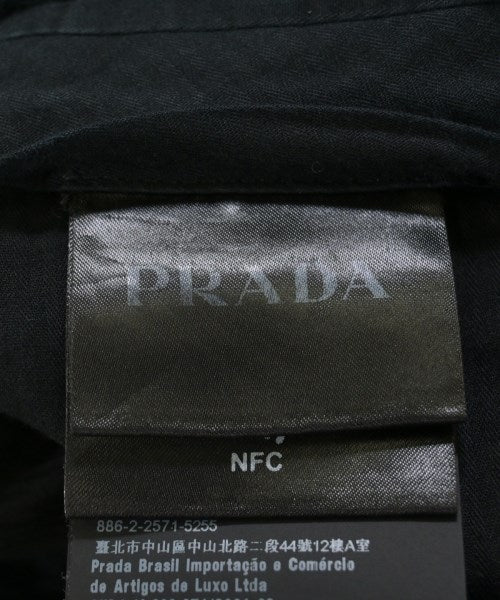 PRADA
NFC
886-2-2571-5255
臺北市中山區中山北路二段44號12樓A室
Prada Brasil Importação e Comércio
de Artigos de Luxo Ltda